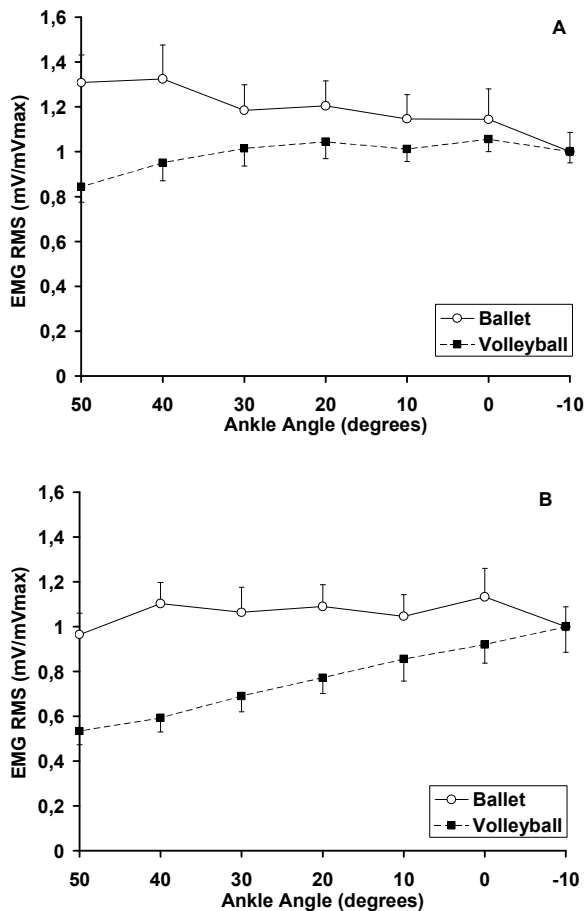 A
EMG RMS (mV/mVmax)
1,6
1,4
1,2
1
0,8
0,6
0,4
0,2
0
Ballet
Volleyball
50 40 30 20 10 0 -10
Ankle Angle (degrees)
B
EMG RMS (mV/mVmax)
1,6
1,4
1,2
1
0,8
0,6
0,4
0,2
0
Ballet
Volleyball
50 40 30 20 10 0 -10
Ankle Angle (degrees)